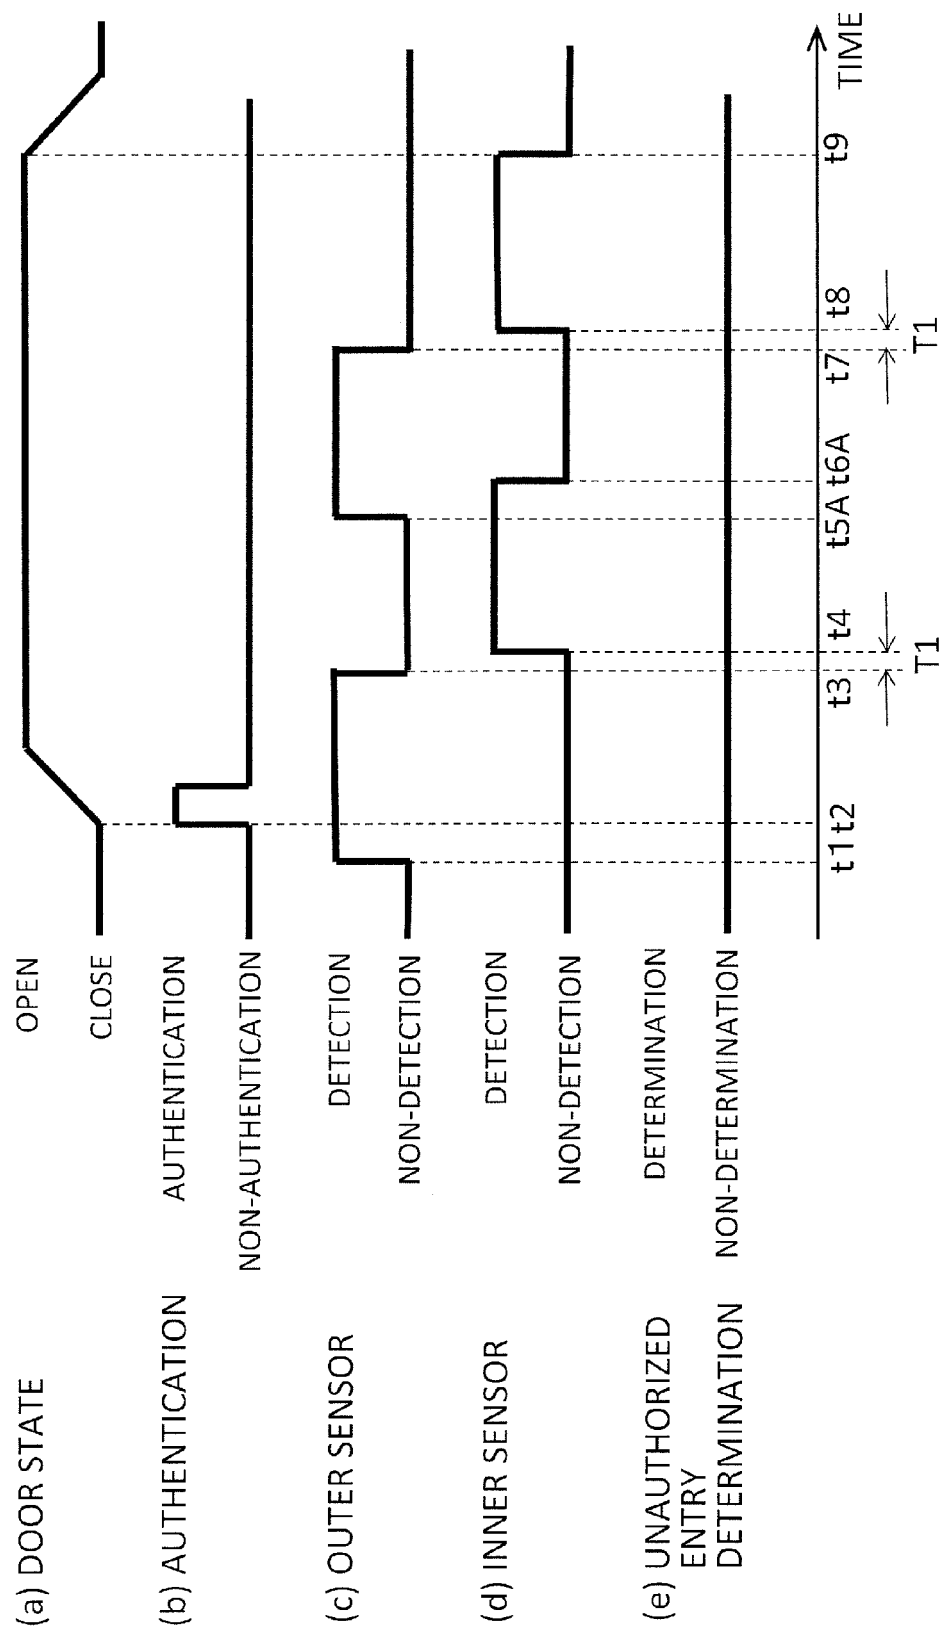 (a) DOOR STATE
OPEN
CLOSE
(b) AUTHENTICATION
AUTHENTICATION
NON-AUTHENTICATION
(c) OUTER SENSOR
DETECTION
NON-DETECTION
(d) INNER SENSOR
DETECTION
NON-DETECTION
(e) UNAUTHORIZED
ENTRY
DETERMINATION
DETERMINATION
NON-DETERMINATION
t1 t2 t3 t4 t5A t6A t7 t8 t9 TIME
T1 T1